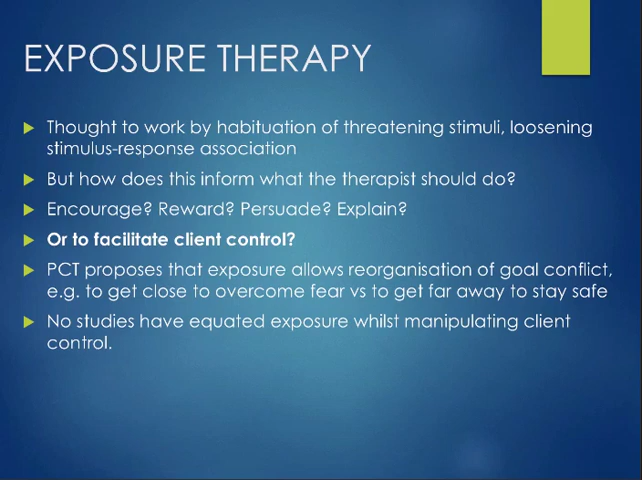 EXPOSURE THERAPY
Thought to work by habituation of threatening stimuli, loosening
stimulus-response association
But how does this inform what the therapist should do?
Encourage? Reward? Persuade? Explain?
Or to facilitate client control?
PCT proposes that exposure allows reorganisation of goal conflict,
e.g. to get close to overcome fear vs to get far away to stay safe
No studies have equated exposure whilst manipulating client
control.